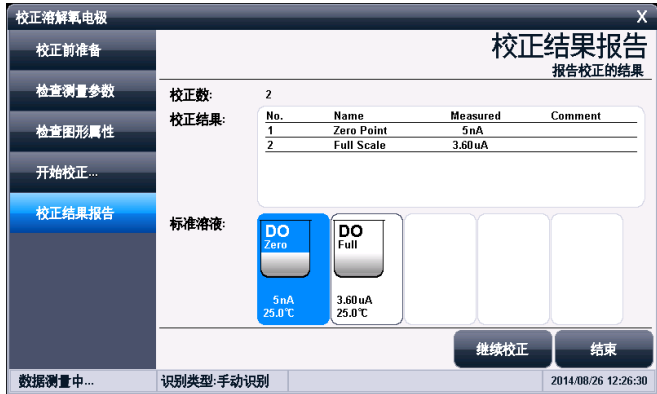 校正溶解氧电极 X
校正前准备
检查测量参数
检查图形属性
开始校正...
校正结果报告
校正结果报告
报告校正的结果
校正数: 2
校正结果:
No. Name Measured Comment
1 Zero Point 5nA
2 Full Scale 3.60uA
标准溶液:
DO
Zero
5nA
25.0℃
DO
Full
3.60uA
25.0℃
继续校正 结束
数据测量中... 识别类型:手动识别 2014/08/26 12:26:30